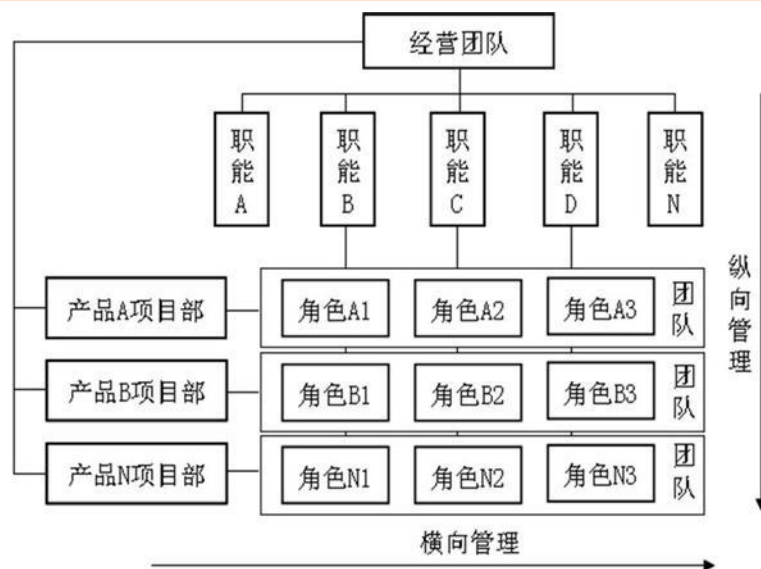 经营团队
职能A
职能B
职能C
职能D
职能N
纵向管理
产品A项目部
角色A1
角色A2
角色A3
团队
产品B项目部
角色B1
角色B2
角色B3
团队
产品N项目部
角色N1
角色N2
角色N3
团队
横向管理